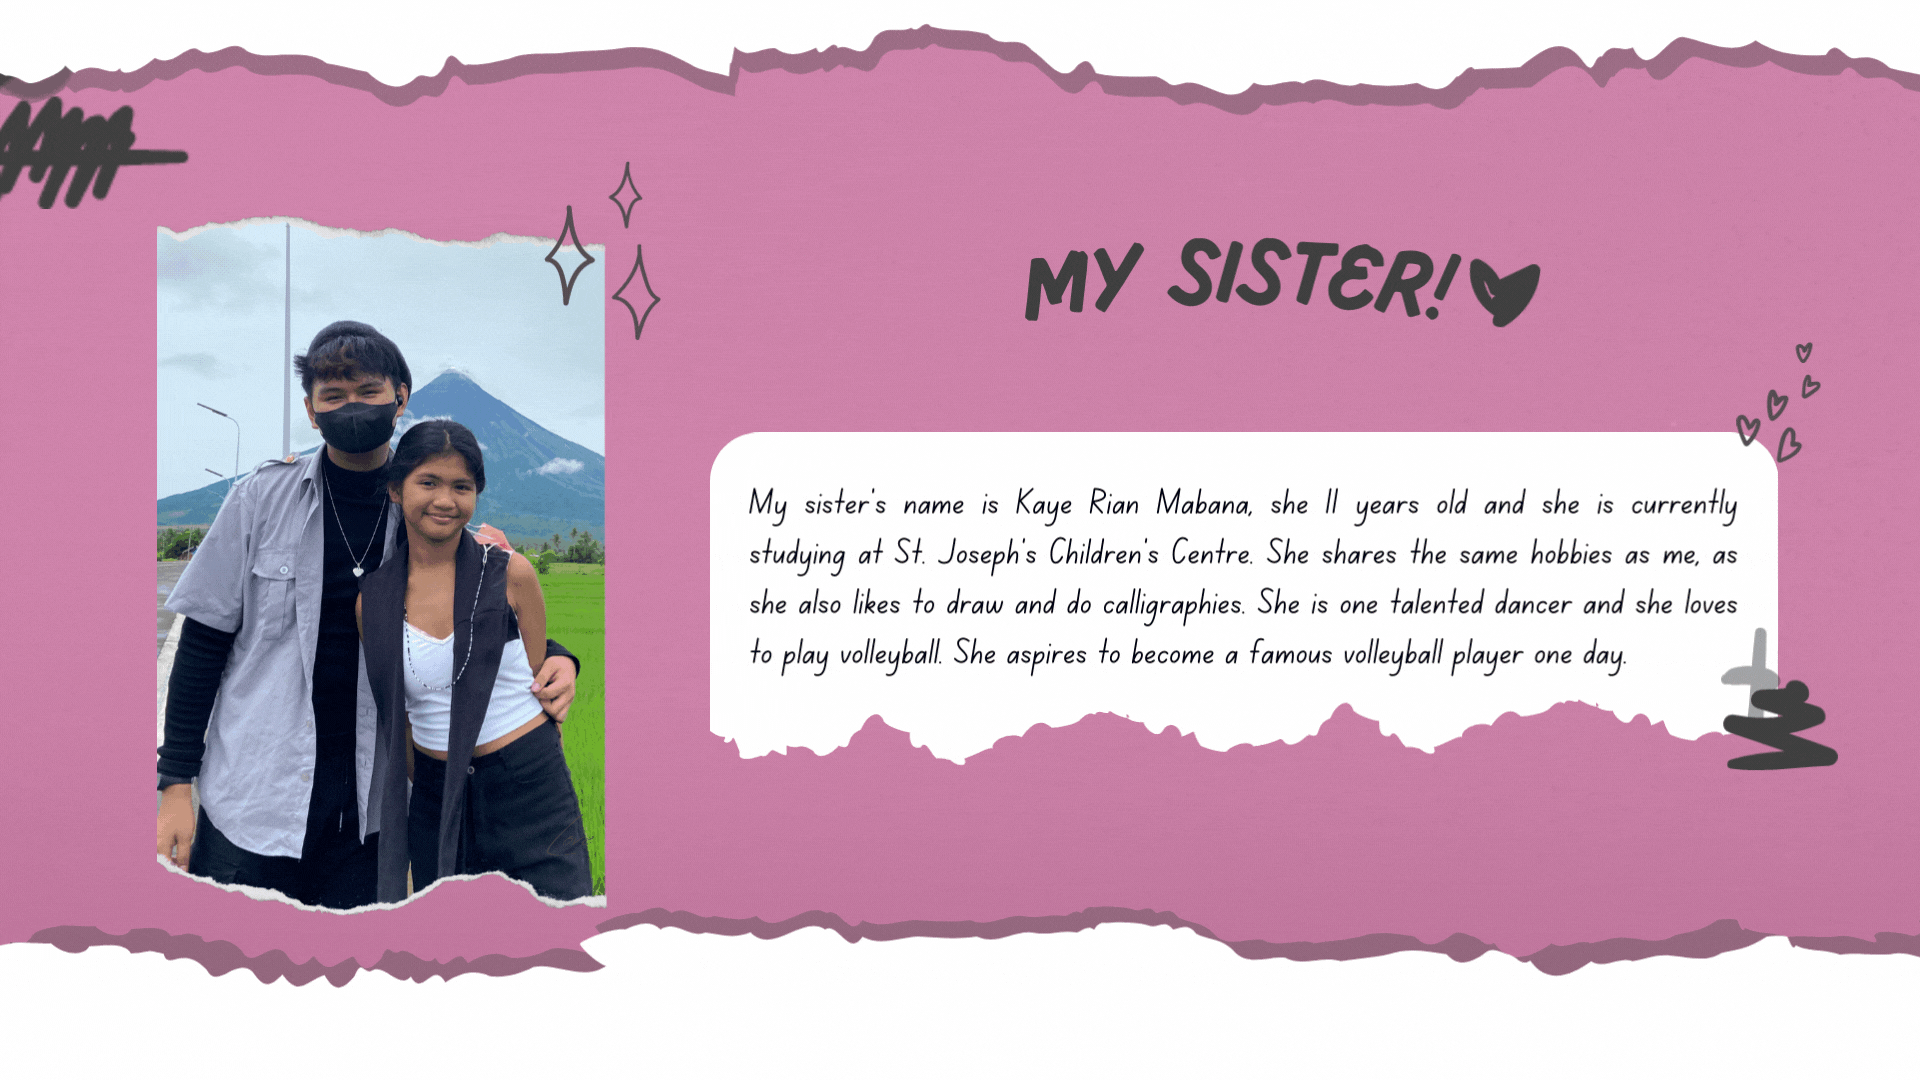 MY SISTER!
My sister's name is Kaye Rian Mabana, she 11 years old and she is currently
studying at St. Joseph's Children's Centre. She shares the same hobbies as me, as
she also likes to draw and do calligraphies. She is one talented dancer and she loves
to play volleyball. She aspires to become a famous volleyball player one day.